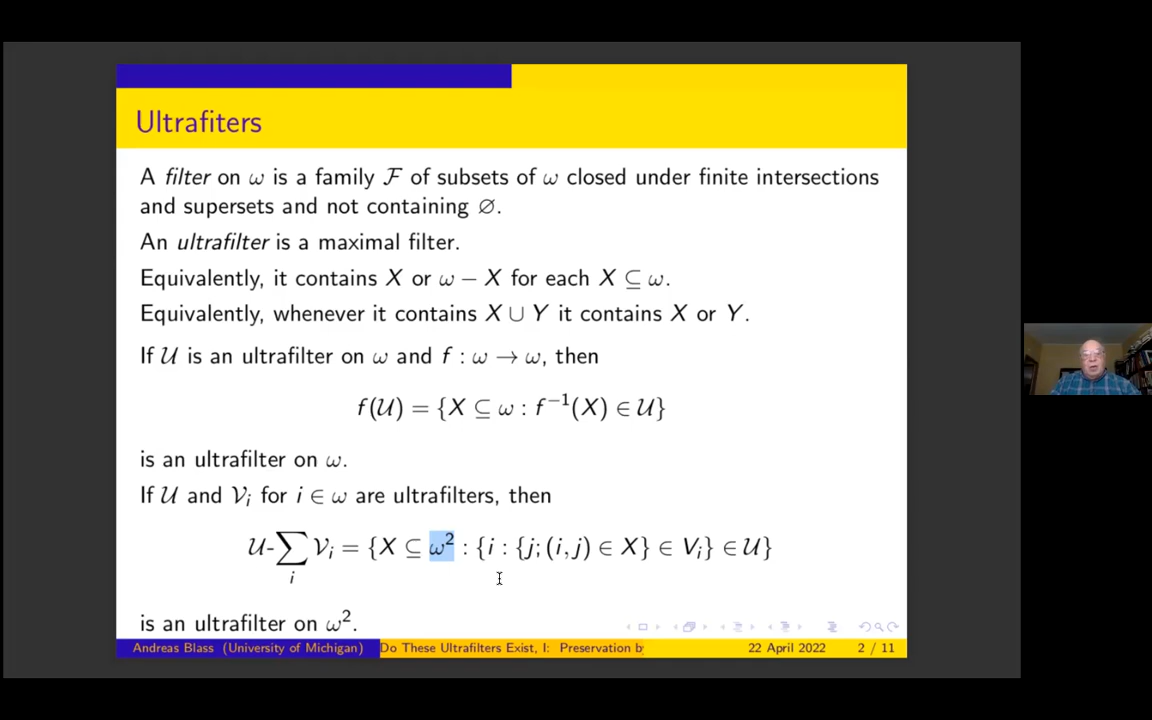 Ultrafiters
A filter on ω is a family ℱ of subsets of ω closed under finite intersections
and supersets and not containing ∅.
An ultrafilter is a maximal filter.
Equivalently, it contains X or ω − X for each X ⊆ ω.
Equivalently, whenever it contains X ∪ Y it contains X or Y.
If 𝒰 is an ultrafilter on ω and f : ω → ω, then
f(𝒰) = {X ⊆ ω : f⁻¹(X) ∈ 𝒰}
is an ultrafilter on ω.
If 𝒰 and 𝒱ᵢ for i ∈ ω are ultrafilters, then
𝒰-∑ᵢ 𝒱ᵢ = {X ⊆ ω² : {i : {j; (i, j) ∈ X} ∈ Vᵢ} ∈ 𝒰}
is an ultrafilter on ω².
Andreas Blass (University of Michigan) Do These Ultrafilters Exist, I: Preservation b 22 April 2022 2 / 11